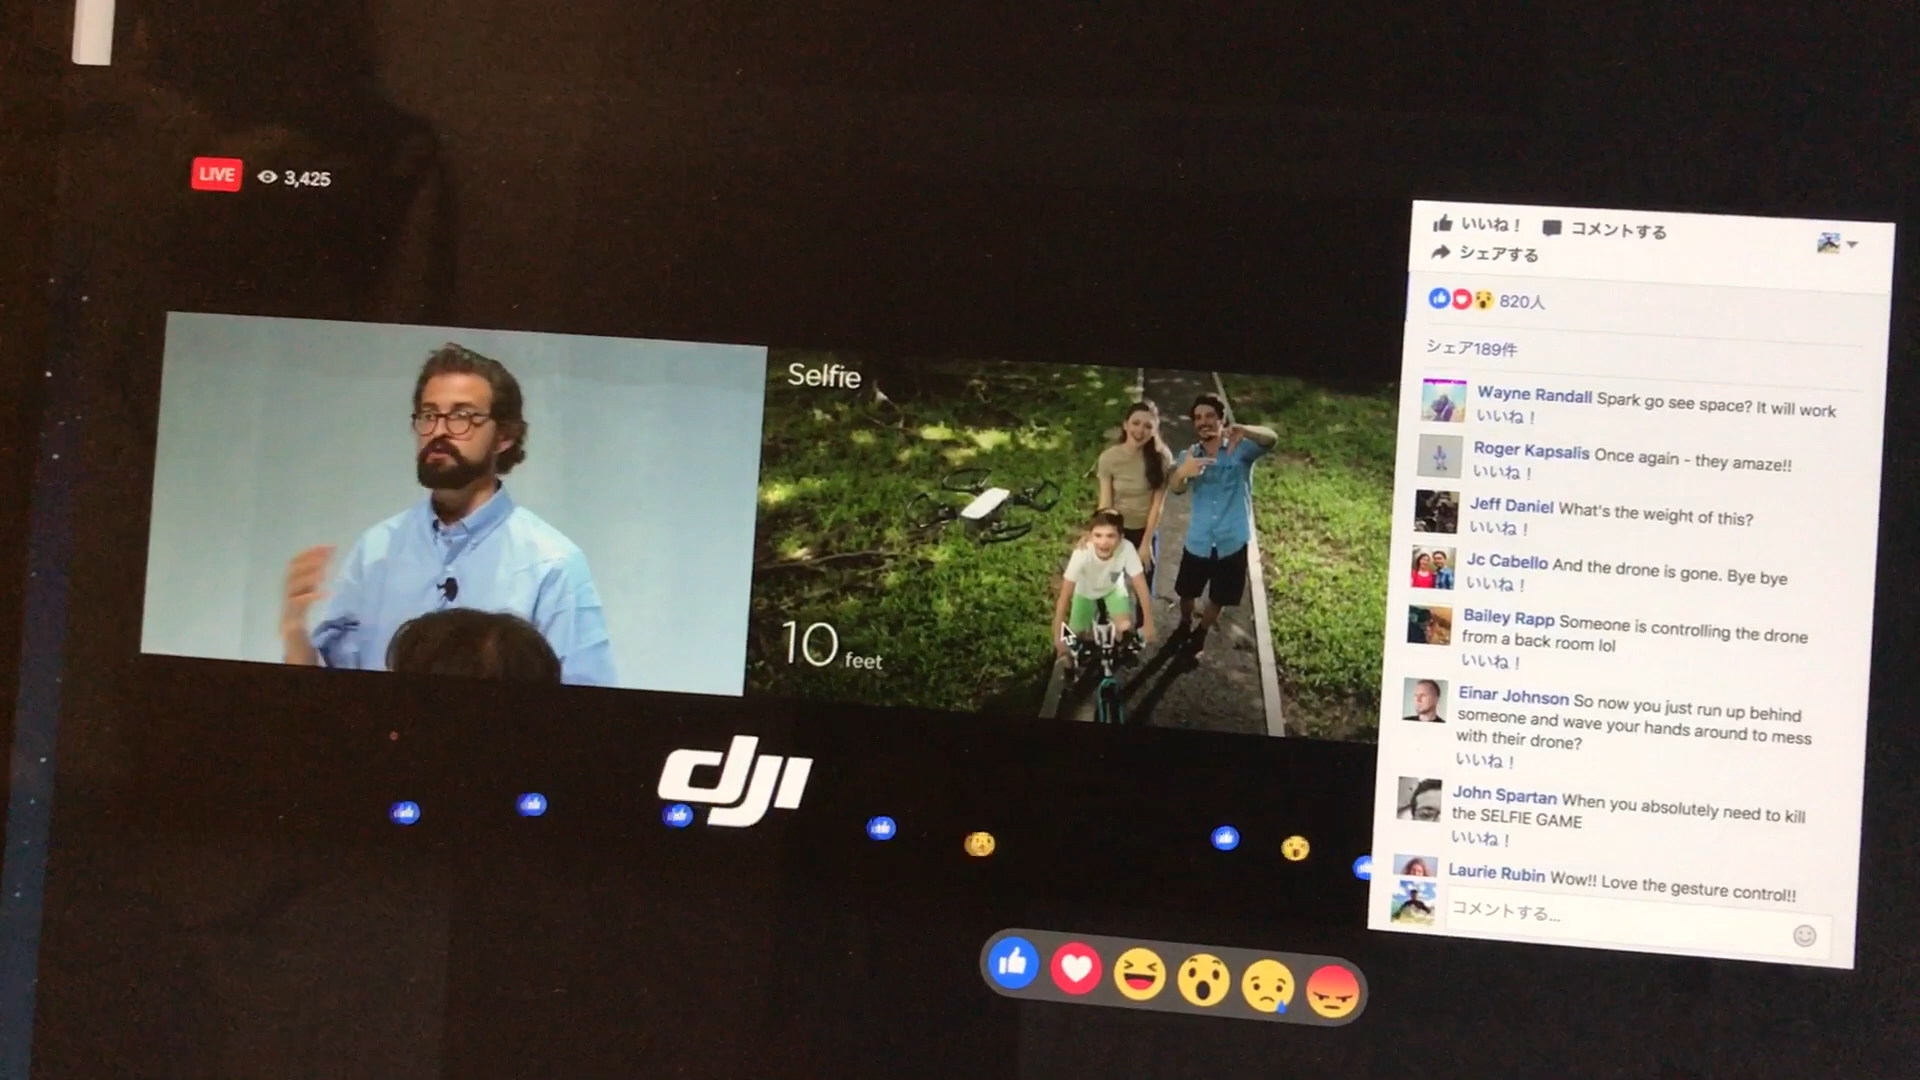 LIVE 3,425
Selfie
10 feet
dji
いいね！ コメントする
シェアする
820人
シェア189件
Wayne Randall Spark go see space? It will work
いいね！
Roger Kapsalis Once again - they amaze!!
いいね！
Jeff Daniel What's the weight of this?
いいね！
Jc Cabello And the drone is gone. Bye bye
いいね！
Bailey Rapp Someone is controlling the drone
from a back room lol
いいね！
Einar Johnson So now you just run up behind
someone and wave your hands around to mess
with their drone?
いいね！
John Spartan When you absolutely need to kill
the SELFIE GAME
いいね！
Laurie Rubin Wow!! Love the gesture control!!
コメントする...